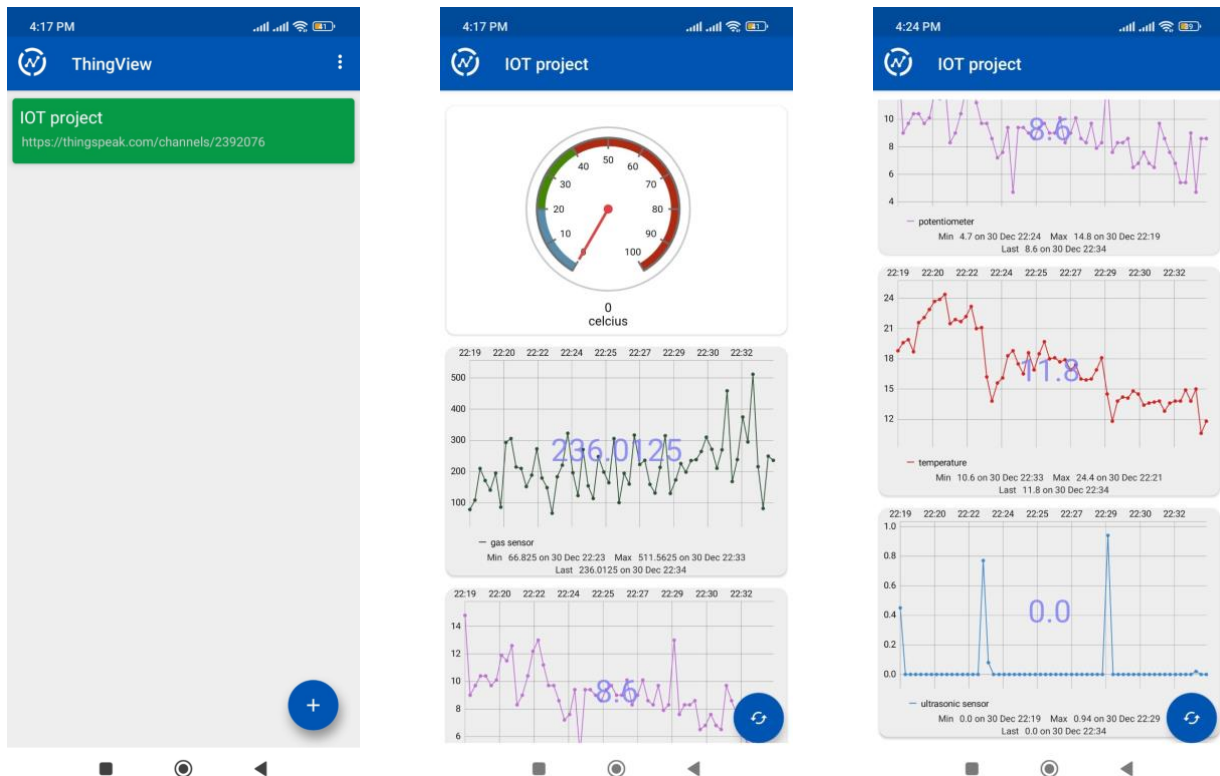 4:17 PM
ThingView
IOT project
https://thingspeak.com/channels/2392076
+
4:17 PM
IOT project
0 10 20 30 40 50 60 70 80 90 100
0
celcius
22:19 22:20 22:22 22:24 22:25 22:27 22:29 22:30 22:32
500
400
300
200
100
236.0125
gas sensor
Min 66.825 on 30 Dec 22:23 Max 511.5625 on 30 Dec 22:33
Last 236.0125 on 30 Dec 22:34
22:19 22:20 22:22 22:24 22:25 22:27 22:29 22:30 22:32
14
12
10
8
6
8.6
4:24 PM
IOT project
10
8
6
4
8.6
potentiometer
Min 4.7 on 30 Dec 22:24 Max 14.8 on 30 Dec 22:19
Last 8.6 on 30 Dec 22:34
22:19 22:20 22:22 22:24 22:25 22:27 22:29 22:30 22:32
24
21
18
15
12
11.8
temperature
Min 10.6 on 30 Dec 22:33 Max 24.4 on 30 Dec 22:21
Last 11.8 on 30 Dec 22:34
22:19 22:20 22:22 22:24 22:25 22:27 22:29 22:30 22:32
1.0
0.8
0.6
0.4
0.2
0.0
0.0
ultrasonic sensor
Min 0.0 on 30 Dec 22:19 Max 0.94 on 30 Dec 22:29
Last 0.0 on 30 Dec 22:34